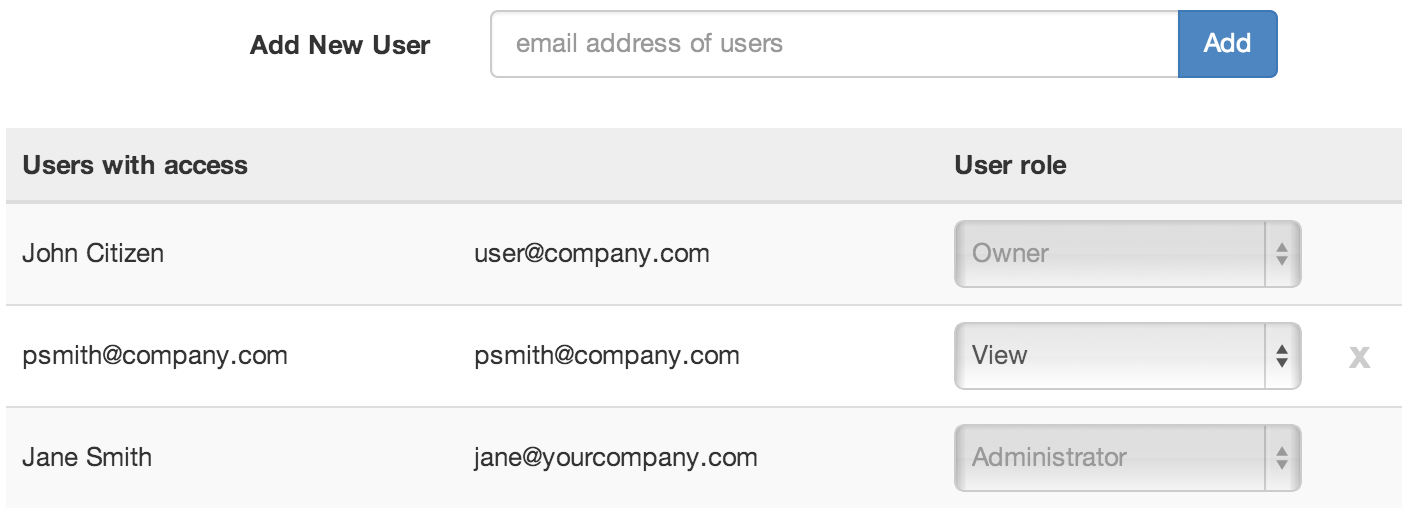 Add New User email address of users Add
Users with access User role
John Citizen user@company.com Owner
psmith@company.com psmith@company.com View x
Jane Smith jane@yourcompany.com Administrator